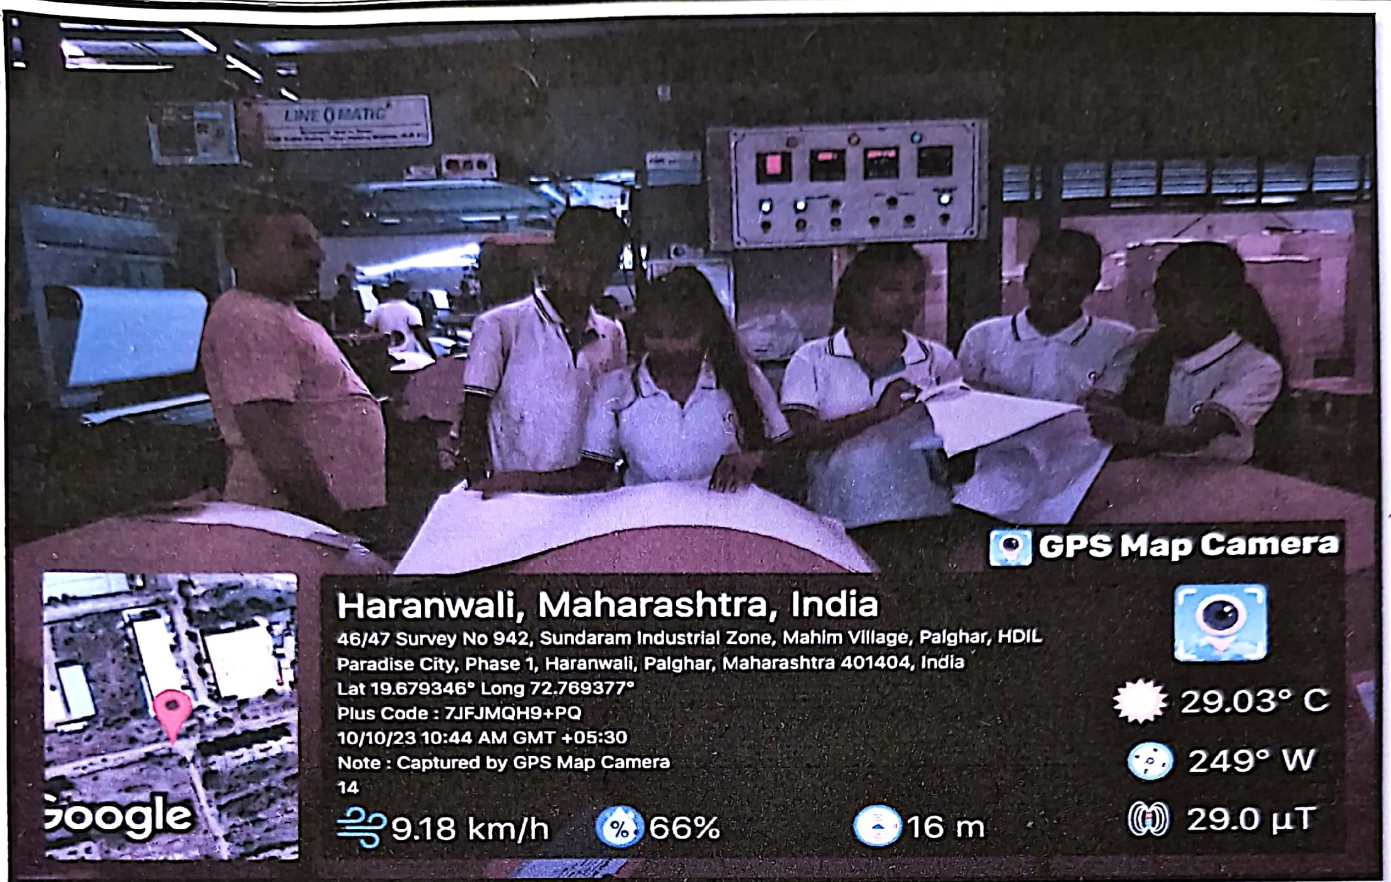 LINE O MATIC
GPS Map Camera
Haranwali, Maharashtra, India
46/47 Survey No 942, Sundaram Industrial Zone, Mahim Village, Palghar, HDIL
Paradise City, Phase 1, Haranwali, Palghar, Maharashtra 401404, India
Lat 19.679346° Long 72.769377°
Plus Code : 7JFJMQH9+PQ
10/10/23 10:44 AM GMT +05:30
Note : Captured by GPS Map Camera
14
Google
9.18 km/h
66%
16 m
29.03° C
249° W
29.0 µT